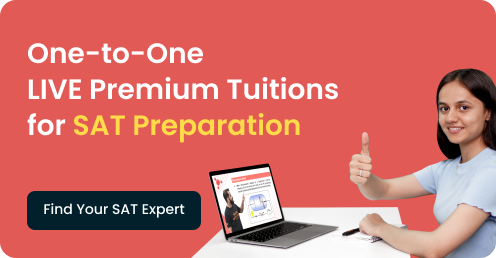 One-to-One
LIVE Premium Tuitions
for SAT Preparation
Find Your SAT Expert